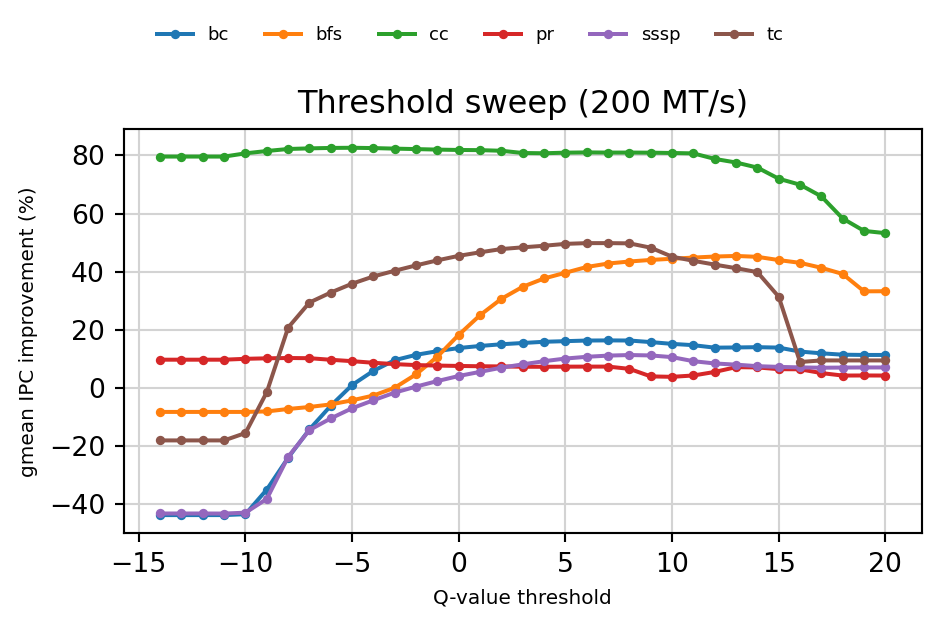 bc bfs cc pr sssp tc
Threshold sweep (200 MT/s)
gmean IPC improvement (%)
80
60
40
20
0
−20
−40
−15 −10 −5 0 5 10 15 20
Q-value threshold